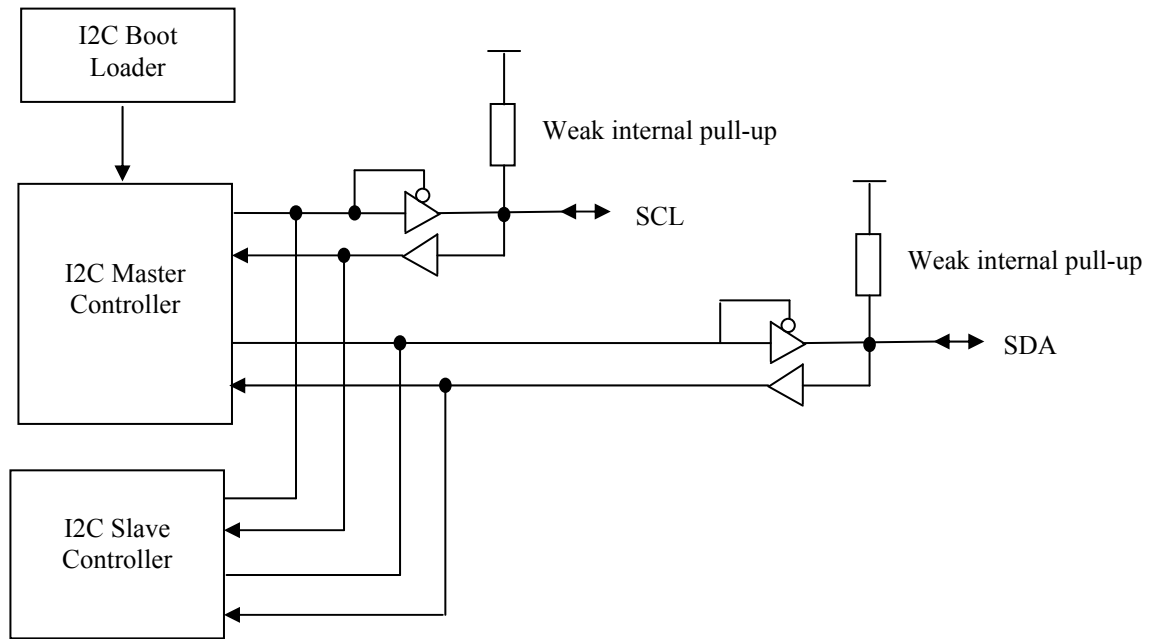 I2C Boot
Loader
Weak internal pull-up
SCL
I2C Master
Controller
Weak internal pull-up
SDA
I2C Slave
Controller